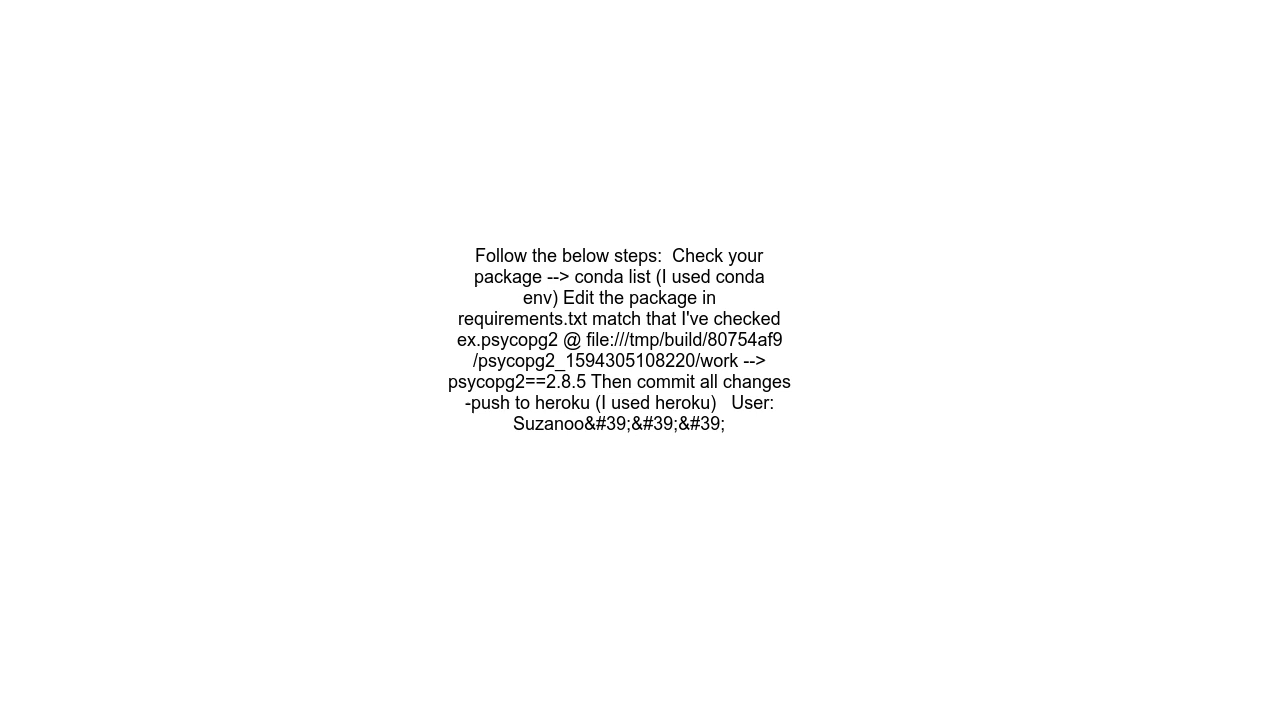 Follow the below steps:  Check your
package --> conda list (I used conda
env) Edit the package in
requirements.txt match that I've checked
ex.psycopg2 @ file:///tmp/build/80754af9
/psycopg2_1594305108220/work -->
psycopg2==2.8.5 Then commit all changes
-push to heroku (I used heroku)   User:
Suzanoo&#39;&#39;&#39;